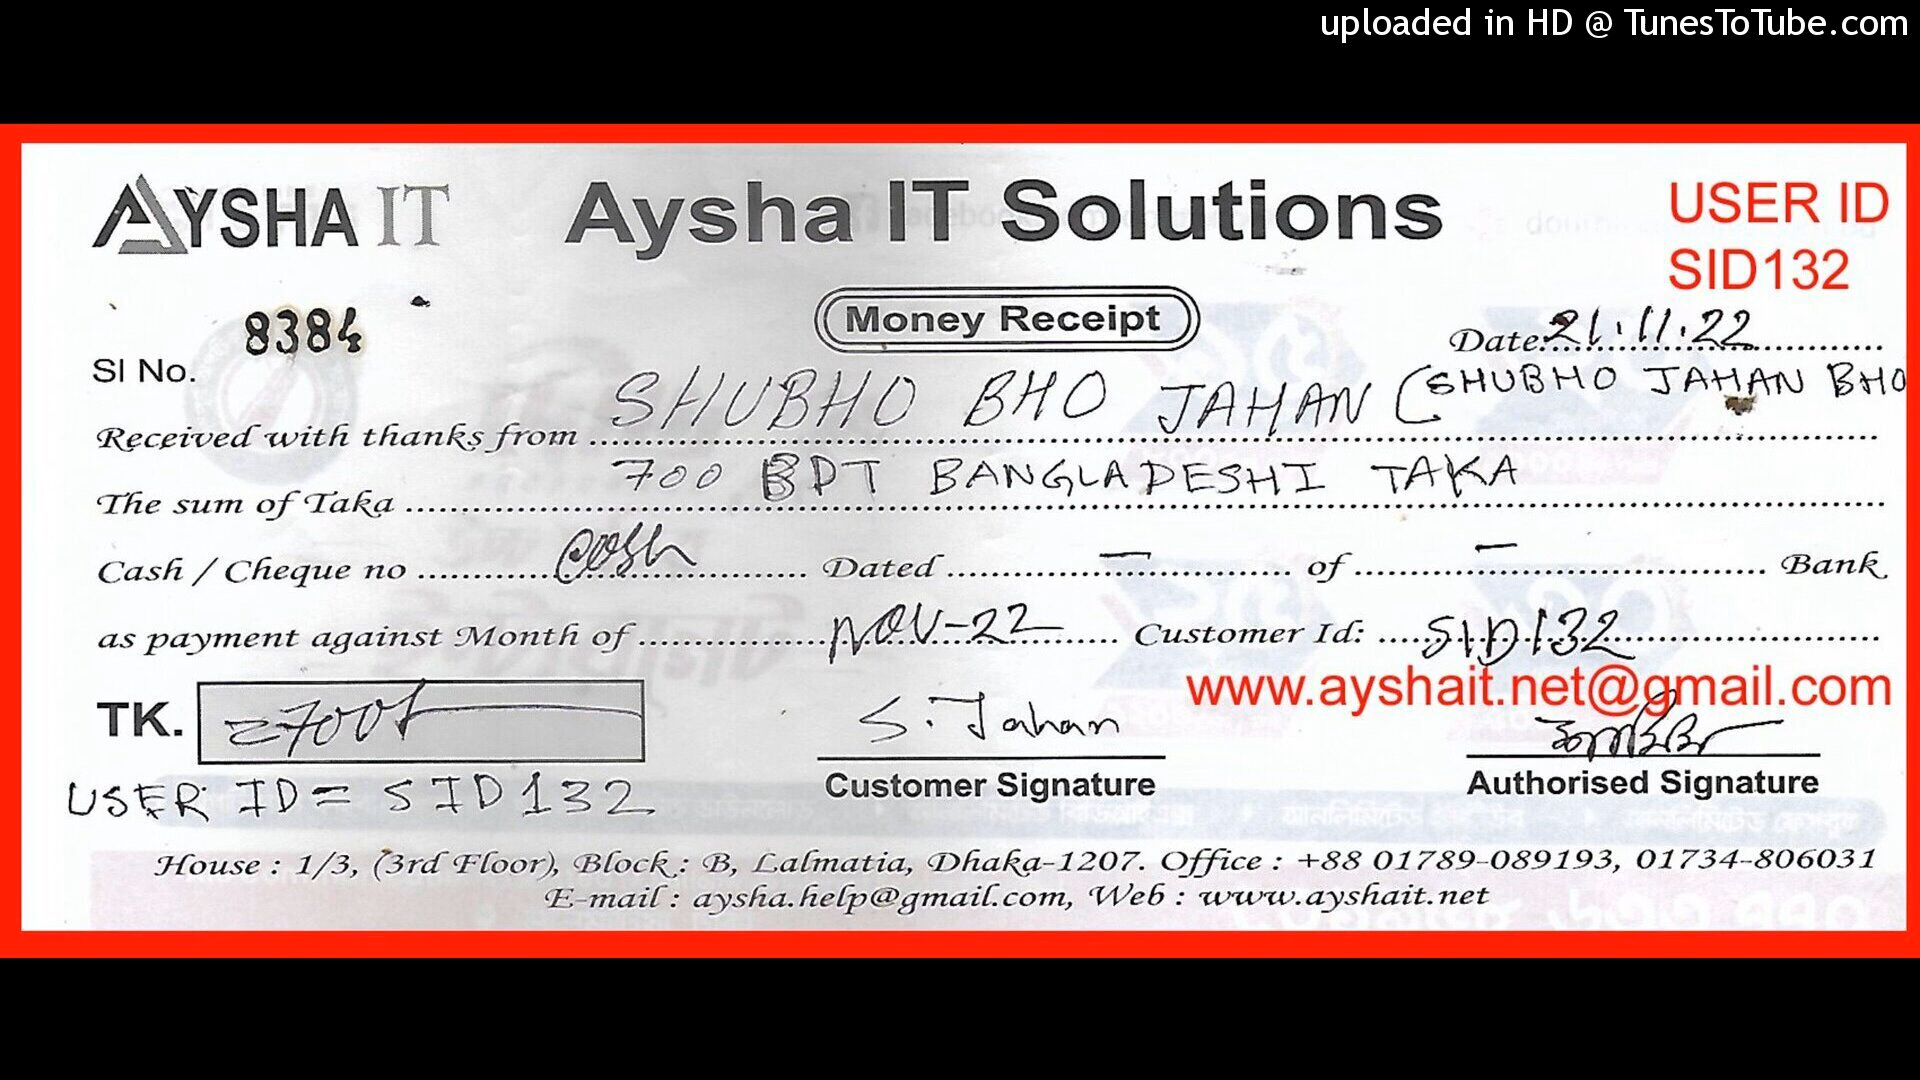 uploaded in HD @ TunesToTube.com
AYSHA IT Aysha IT Solutions USER ID
SID132
8384 Money Receipt Date: 21.11.22
Sl No.
Received with thanks from SHUBHO BHO JAHAN (SHUBHO JAHAN BHO
The sum of Taka 700 BDT BANGLADESHI TAKA
Cash / Cheque no Cash Dated — of — Bank
as payment against Month of NOV-22 Customer Id: SID132
www.ayshait.net@gmail.com
TK. =700/ S. Jahan
Customer Signature Authorised Signature
USER ID = SID132
House : 1/3, (3rd Floor), Block : B, Lalmatia, Dhaka-1207. Office : +88 01789-089193, 01734-806031
E-mail : aysha.help@gmail.com, Web : www.ayshait.net